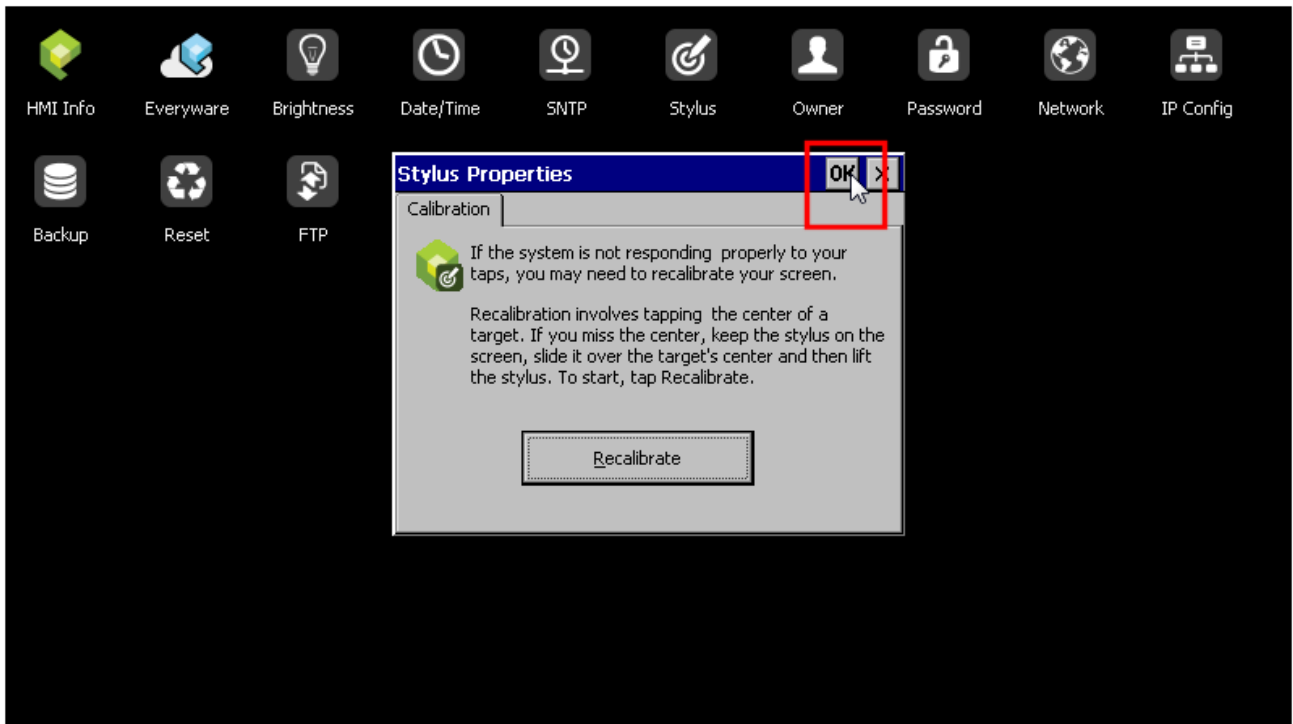 HMI Info Everyware Brightness Date/Time SNTP Stylus Owner Password Network IP Config
Backup Reset FTP
Stylus Properties OK
Calibration
If the system is not responding properly to your
taps, you may need to recalibrate your screen.
Recalibration involves tapping the center of a
target. If you miss the center, keep the stylus on the
screen, slide it over the target's center and then lift
the stylus. To start, tap Recalibrate.
Recalibrate